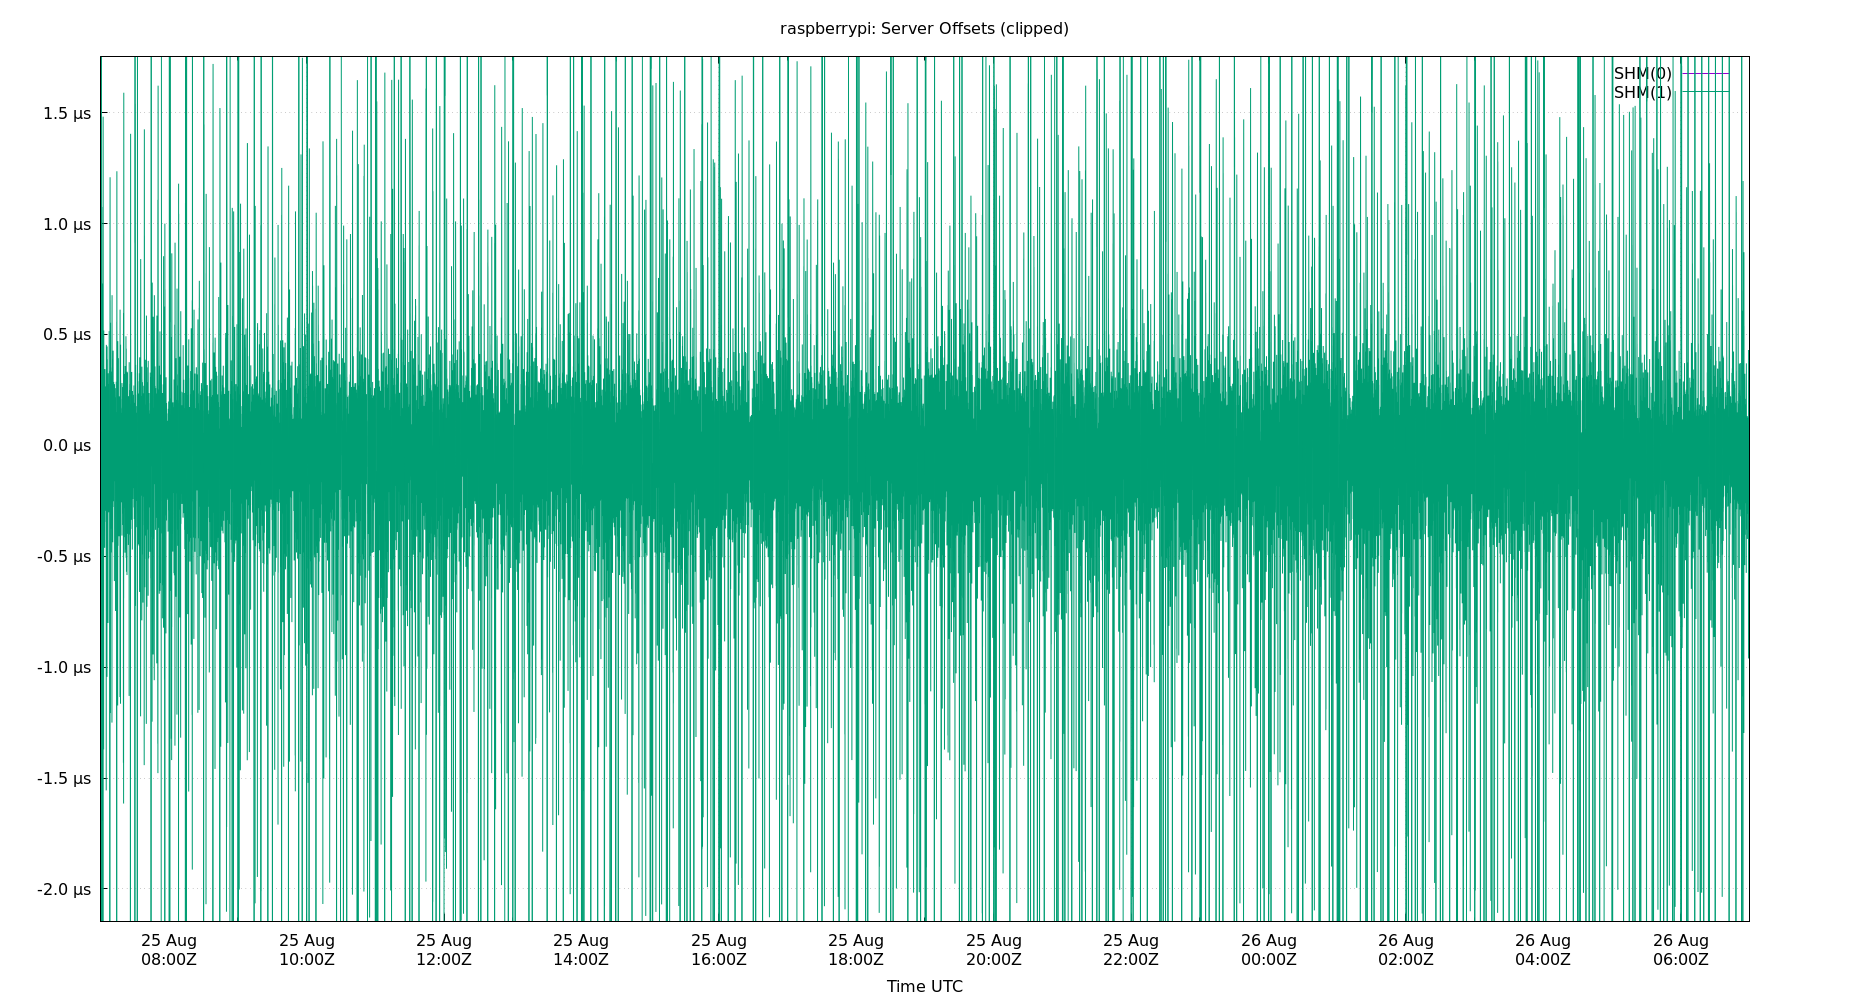 raspberrypi: Server Offsets (clipped)
SHM(0)
SHM(1)
1.5 µs
1.0 µs
0.5 µs
0.0 µs
-0.5 µs
-1.0 µs
-1.5 µs
-2.0 µs
25 Aug 25 Aug 25 Aug 25 Aug 25 Aug 25 Aug 25 Aug 25 Aug 26 Aug 26 Aug 26 Aug 26 Aug
08:00Z 10:00Z 12:00Z 14:00Z 16:00Z 18:00Z 20:00Z 22:00Z 00:00Z 02:00Z 04:00Z 06:00Z
Time UTC